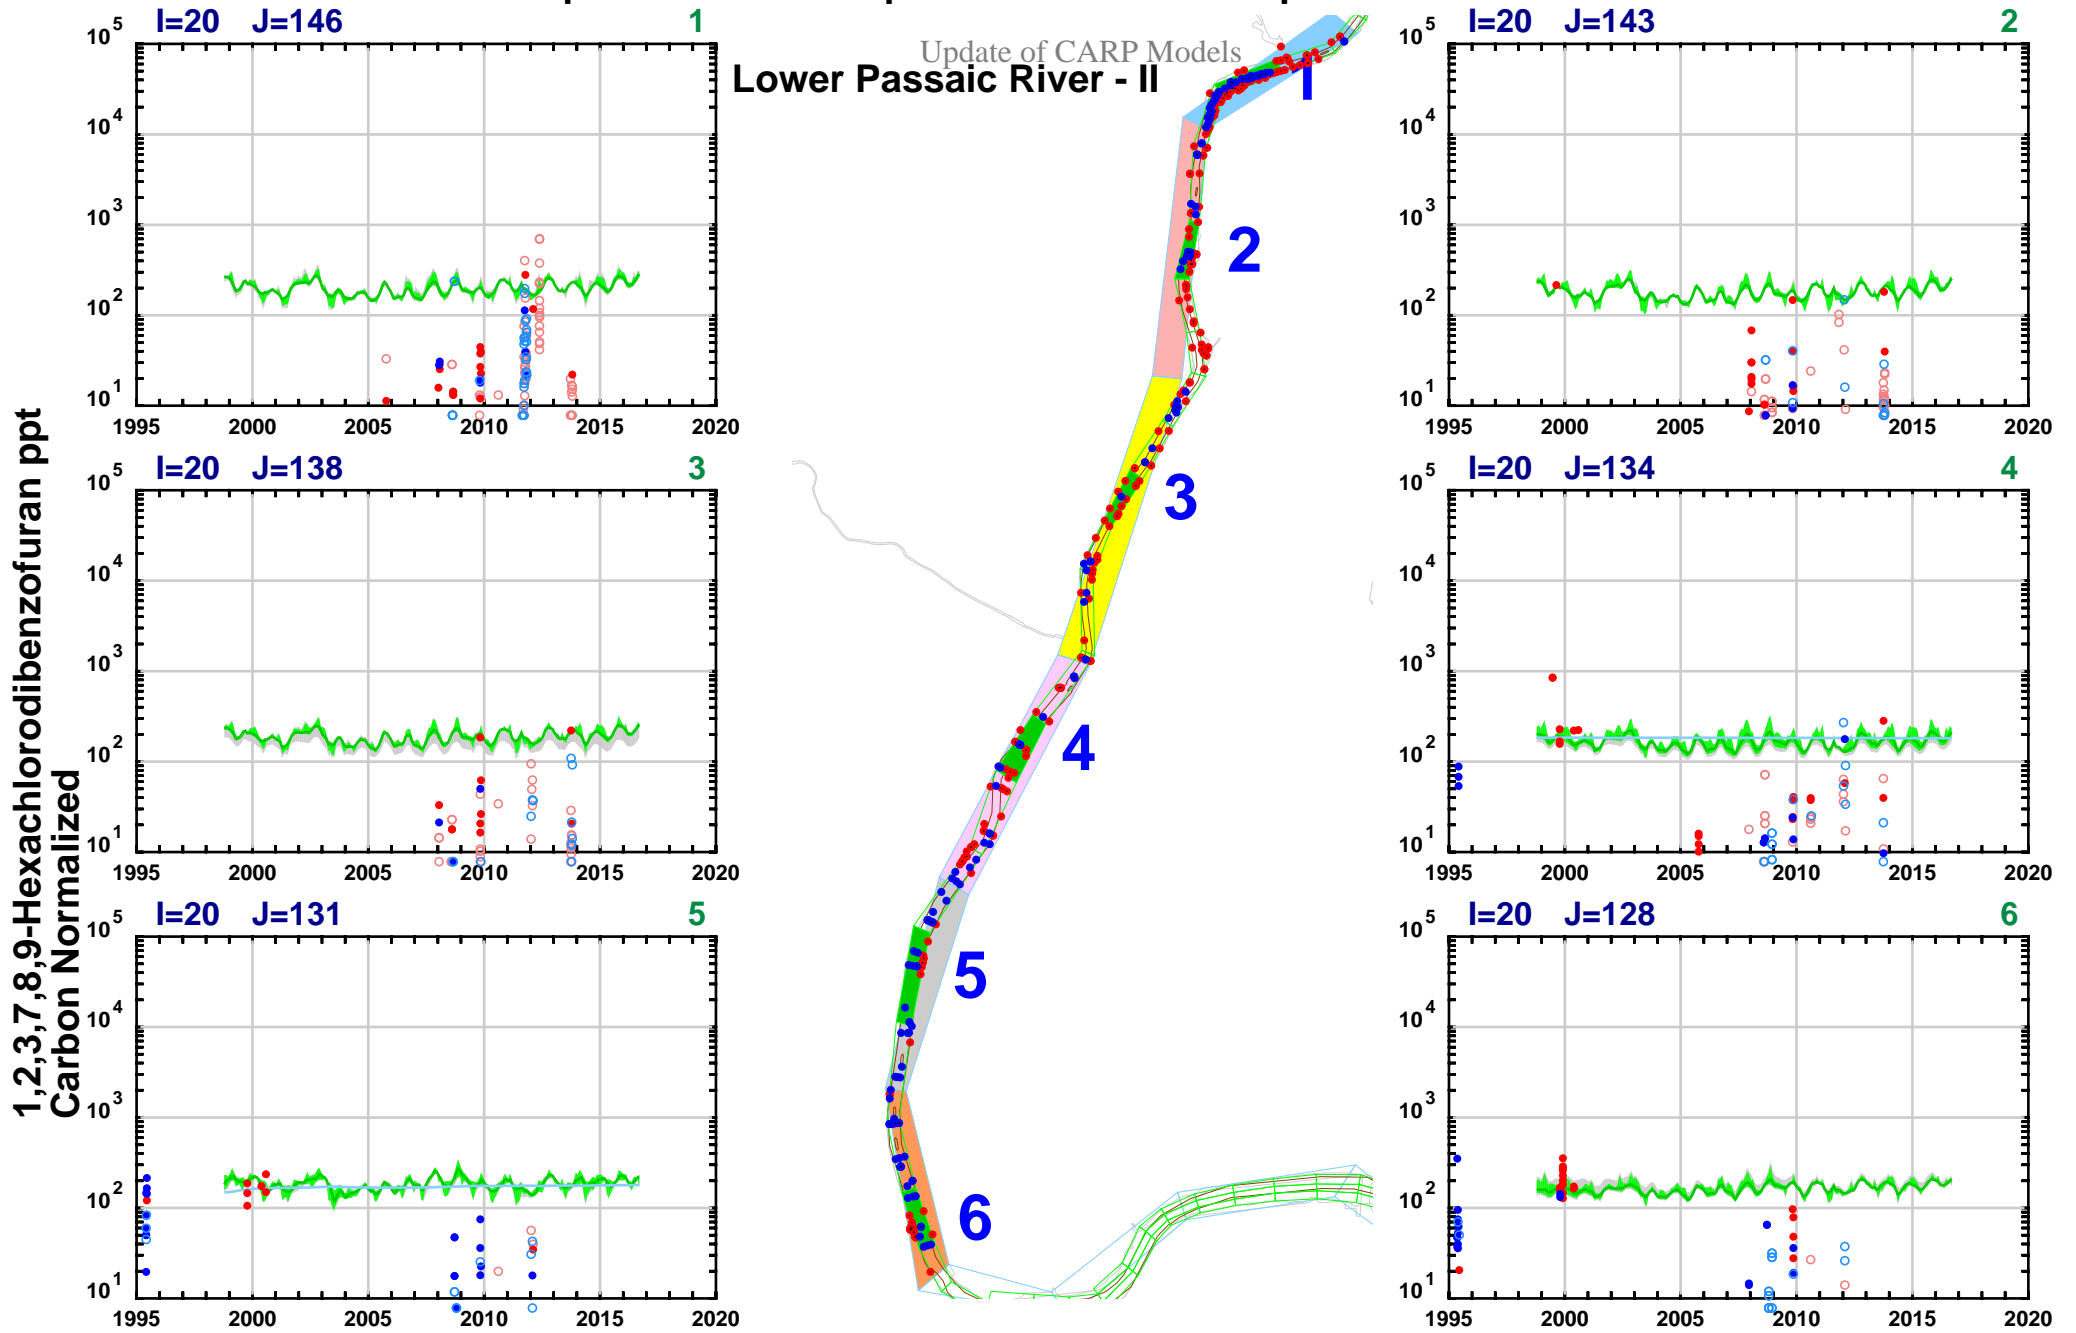 Update of CARP Models
Lower Passaic River - II
1,2,3,7,8,9-Hexachlorodibenzofuran ppt
Carbon Normalized
I=20 J=146 1
10^5
10^4
10^3
10^2
10^1
1995 2000 2005 2010 2015 2020
I=20 J=143 2
10^5
10^4
10^3
10^2
10^1
1995 2000 2005 2010 2015 2020
I=20 J=138 3
10^5
10^4
10^3
10^2
10^1
1995 2000 2005 2010 2015 2020
I=20 J=134 4
10^5
10^4
10^3
10^2
10^1
1995 2000 2005 2010 2015 2020
I=20 J=131 5
10^5
10^4
10^3
10^2
10^1
1995 2000 2005 2010 2015 2020
I=20 J=128 6
10^5
10^4
10^3
10^2
10^1
1995 2000 2005 2010 2015 2020
1
2
3
4
5
6